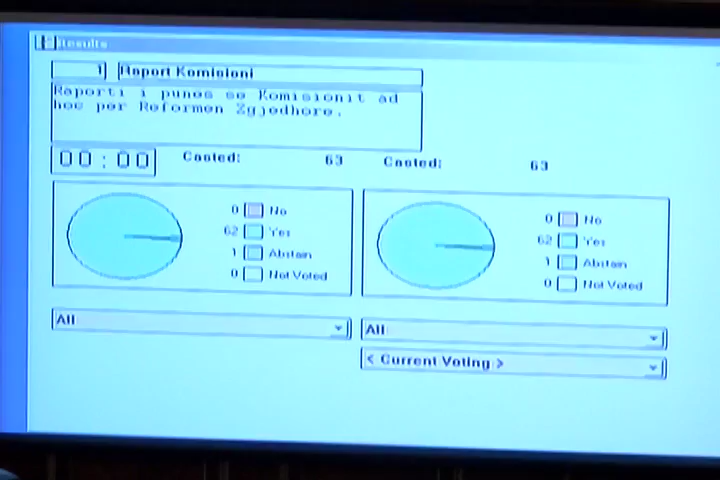 Results
1 Raport Komisioni
Raporti i punes se Komisionit ad
hoc per Reformen Zgjedhore.
00:00 Casted: 63 Casted: 63
0 No
62 Yes
1 Abstain
0 Not Voted
0 No
62 Yes
1 Abstain
0 Not Voted
All
All
< Current Voting >